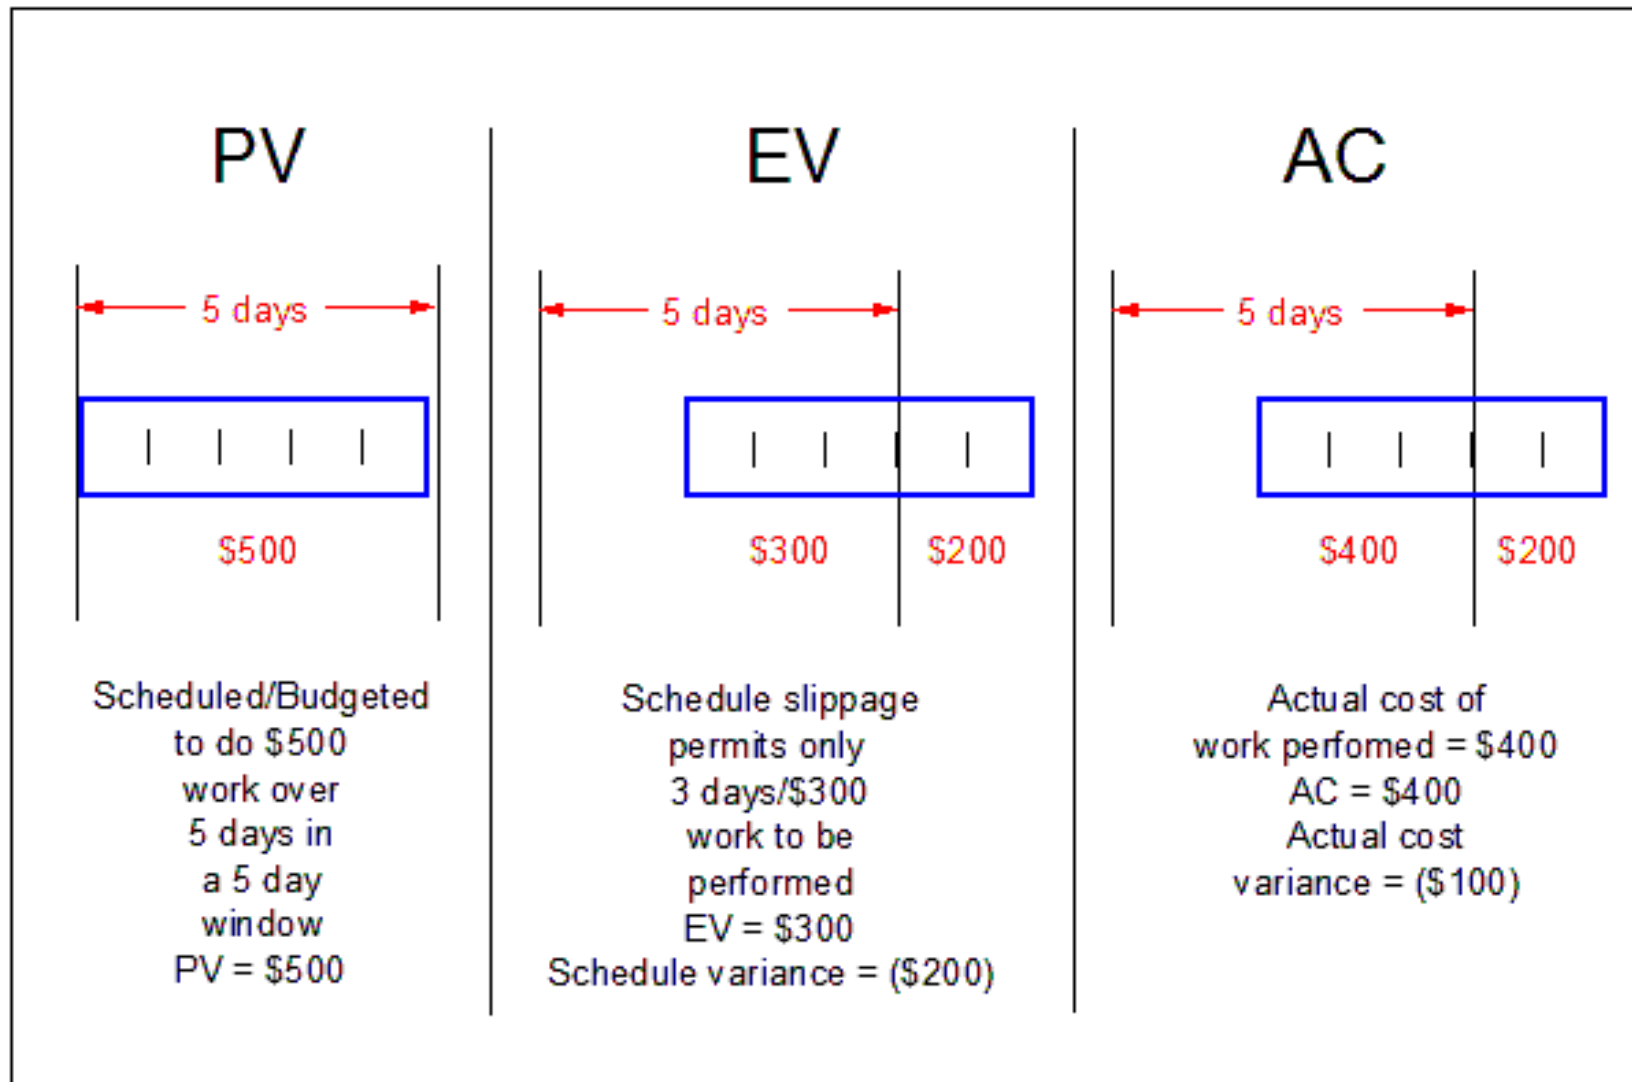 PV
5 days
$500
Scheduled/Budgeted
to do $500
work over
5 days in
a 5 day
window
PV = $500
EV
5 days
$300 $200
Schedule slippage
permits only
3 days/$300
work to be
performed
EV = $300
Schedule variance = ($200)
AC
5 days
$400 $200
Actual cost of
work perfomed = $400
AC = $400
Actual cost
variance = ($100)